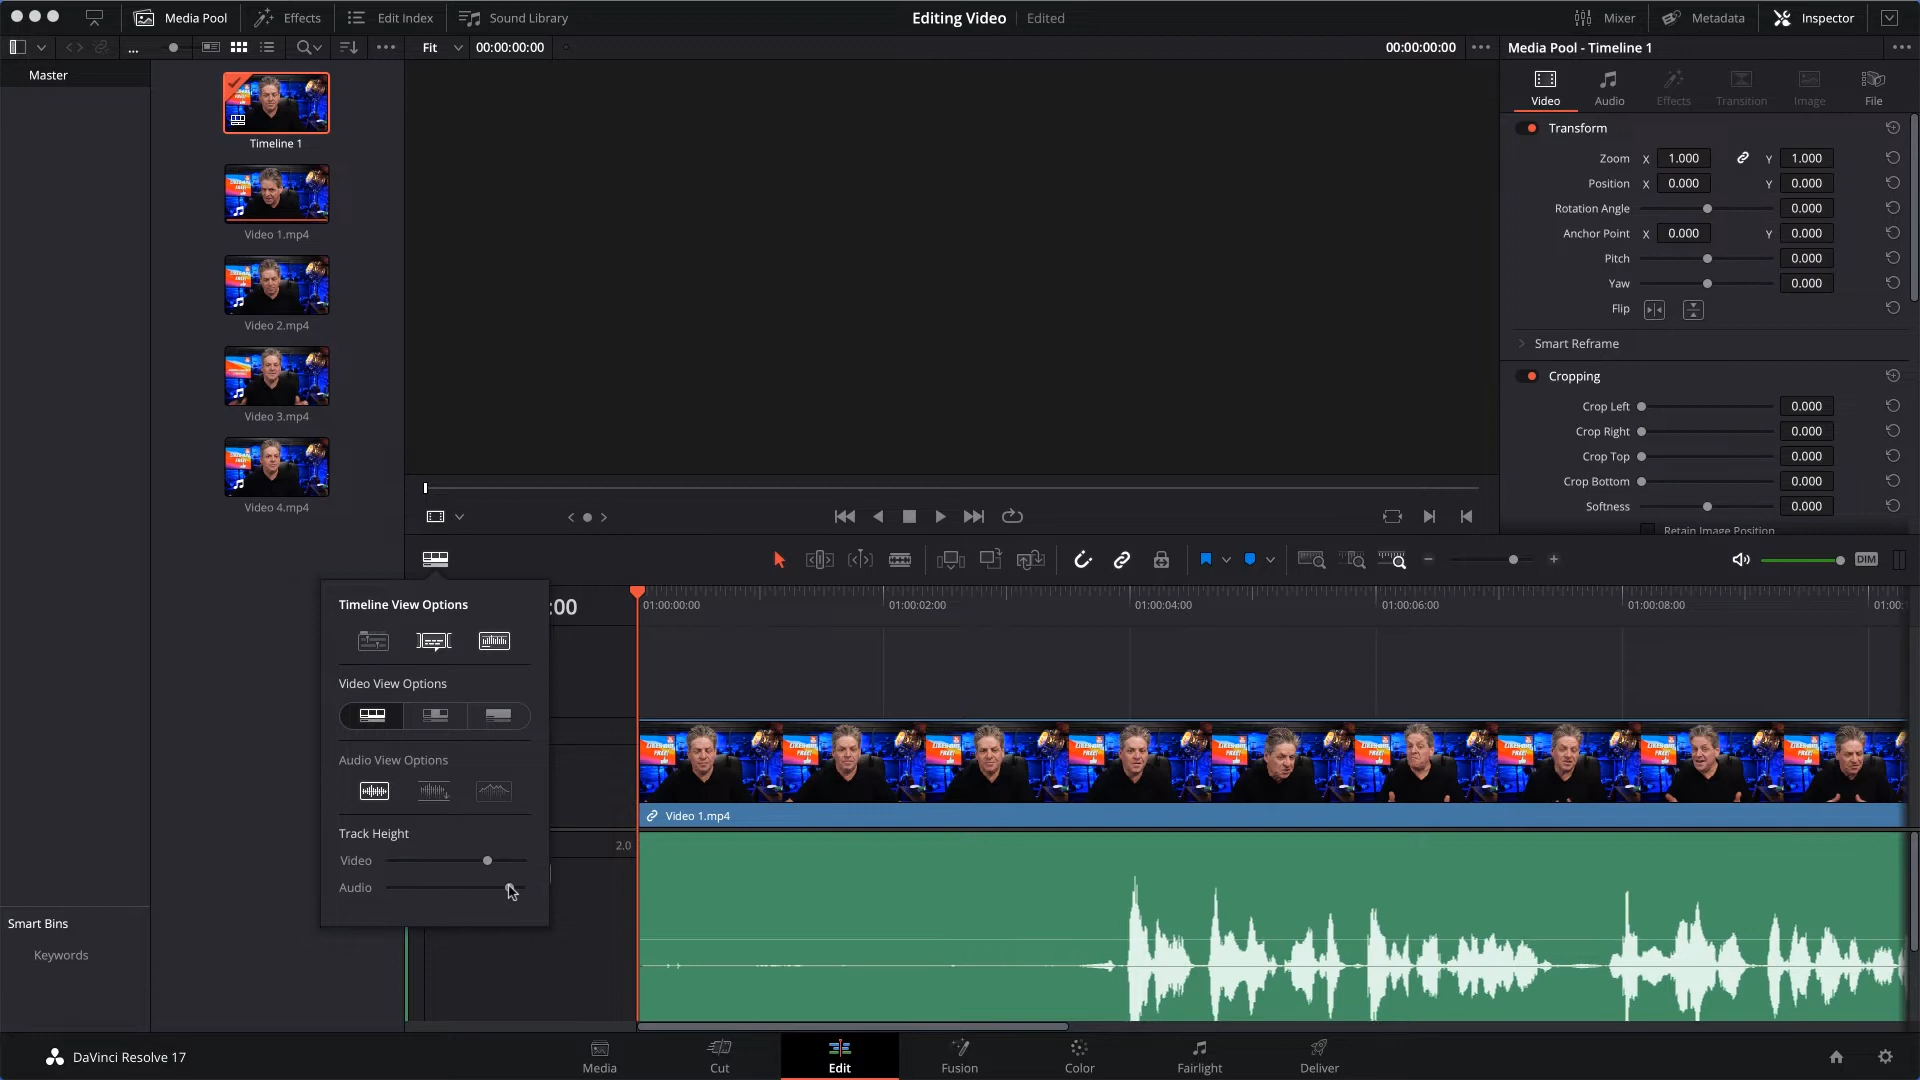 Media Pool
Effects
Edit Index
Sound Library
Editing Video
Edited
Mixer
Metadata
Inspector
Fit
00:00:00:00
00:00:00:00
Media Pool - Timeline 1
Master
Timeline 1
Video 1.mp4
Video 2.mp4
Video 3.mp4
Video 4.mp4
Video
Audio
Effects
Transition
Image
File
Transform
Zoom X 1.000 Y 1.000
Position X 0.000 Y 0.000
Rotation Angle 0.000
Anchor Point X 0.000 Y 0.000
Pitch 0.000
Yaw 0.000
Flip
Smart Reframe
Cropping
Crop Left 0.000
Crop Right 0.000
Crop Top 0.000
Crop Bottom 0.000
Softness 0.000
Retain Image Position
DIM
Timeline View Options
Video View Options
Audio View Options
Track Height
Video
Audio
:00
01:00:00:00
01:00:02:00
01:00:04:00
01:00:06:00
01:00:08:00
01:00:
Video 1.mp4
2.0
Smart Bins
Keywords
DaVinci Resolve 17
Media
Cut
Edit
Fusion
Color
Fairlight
Deliver